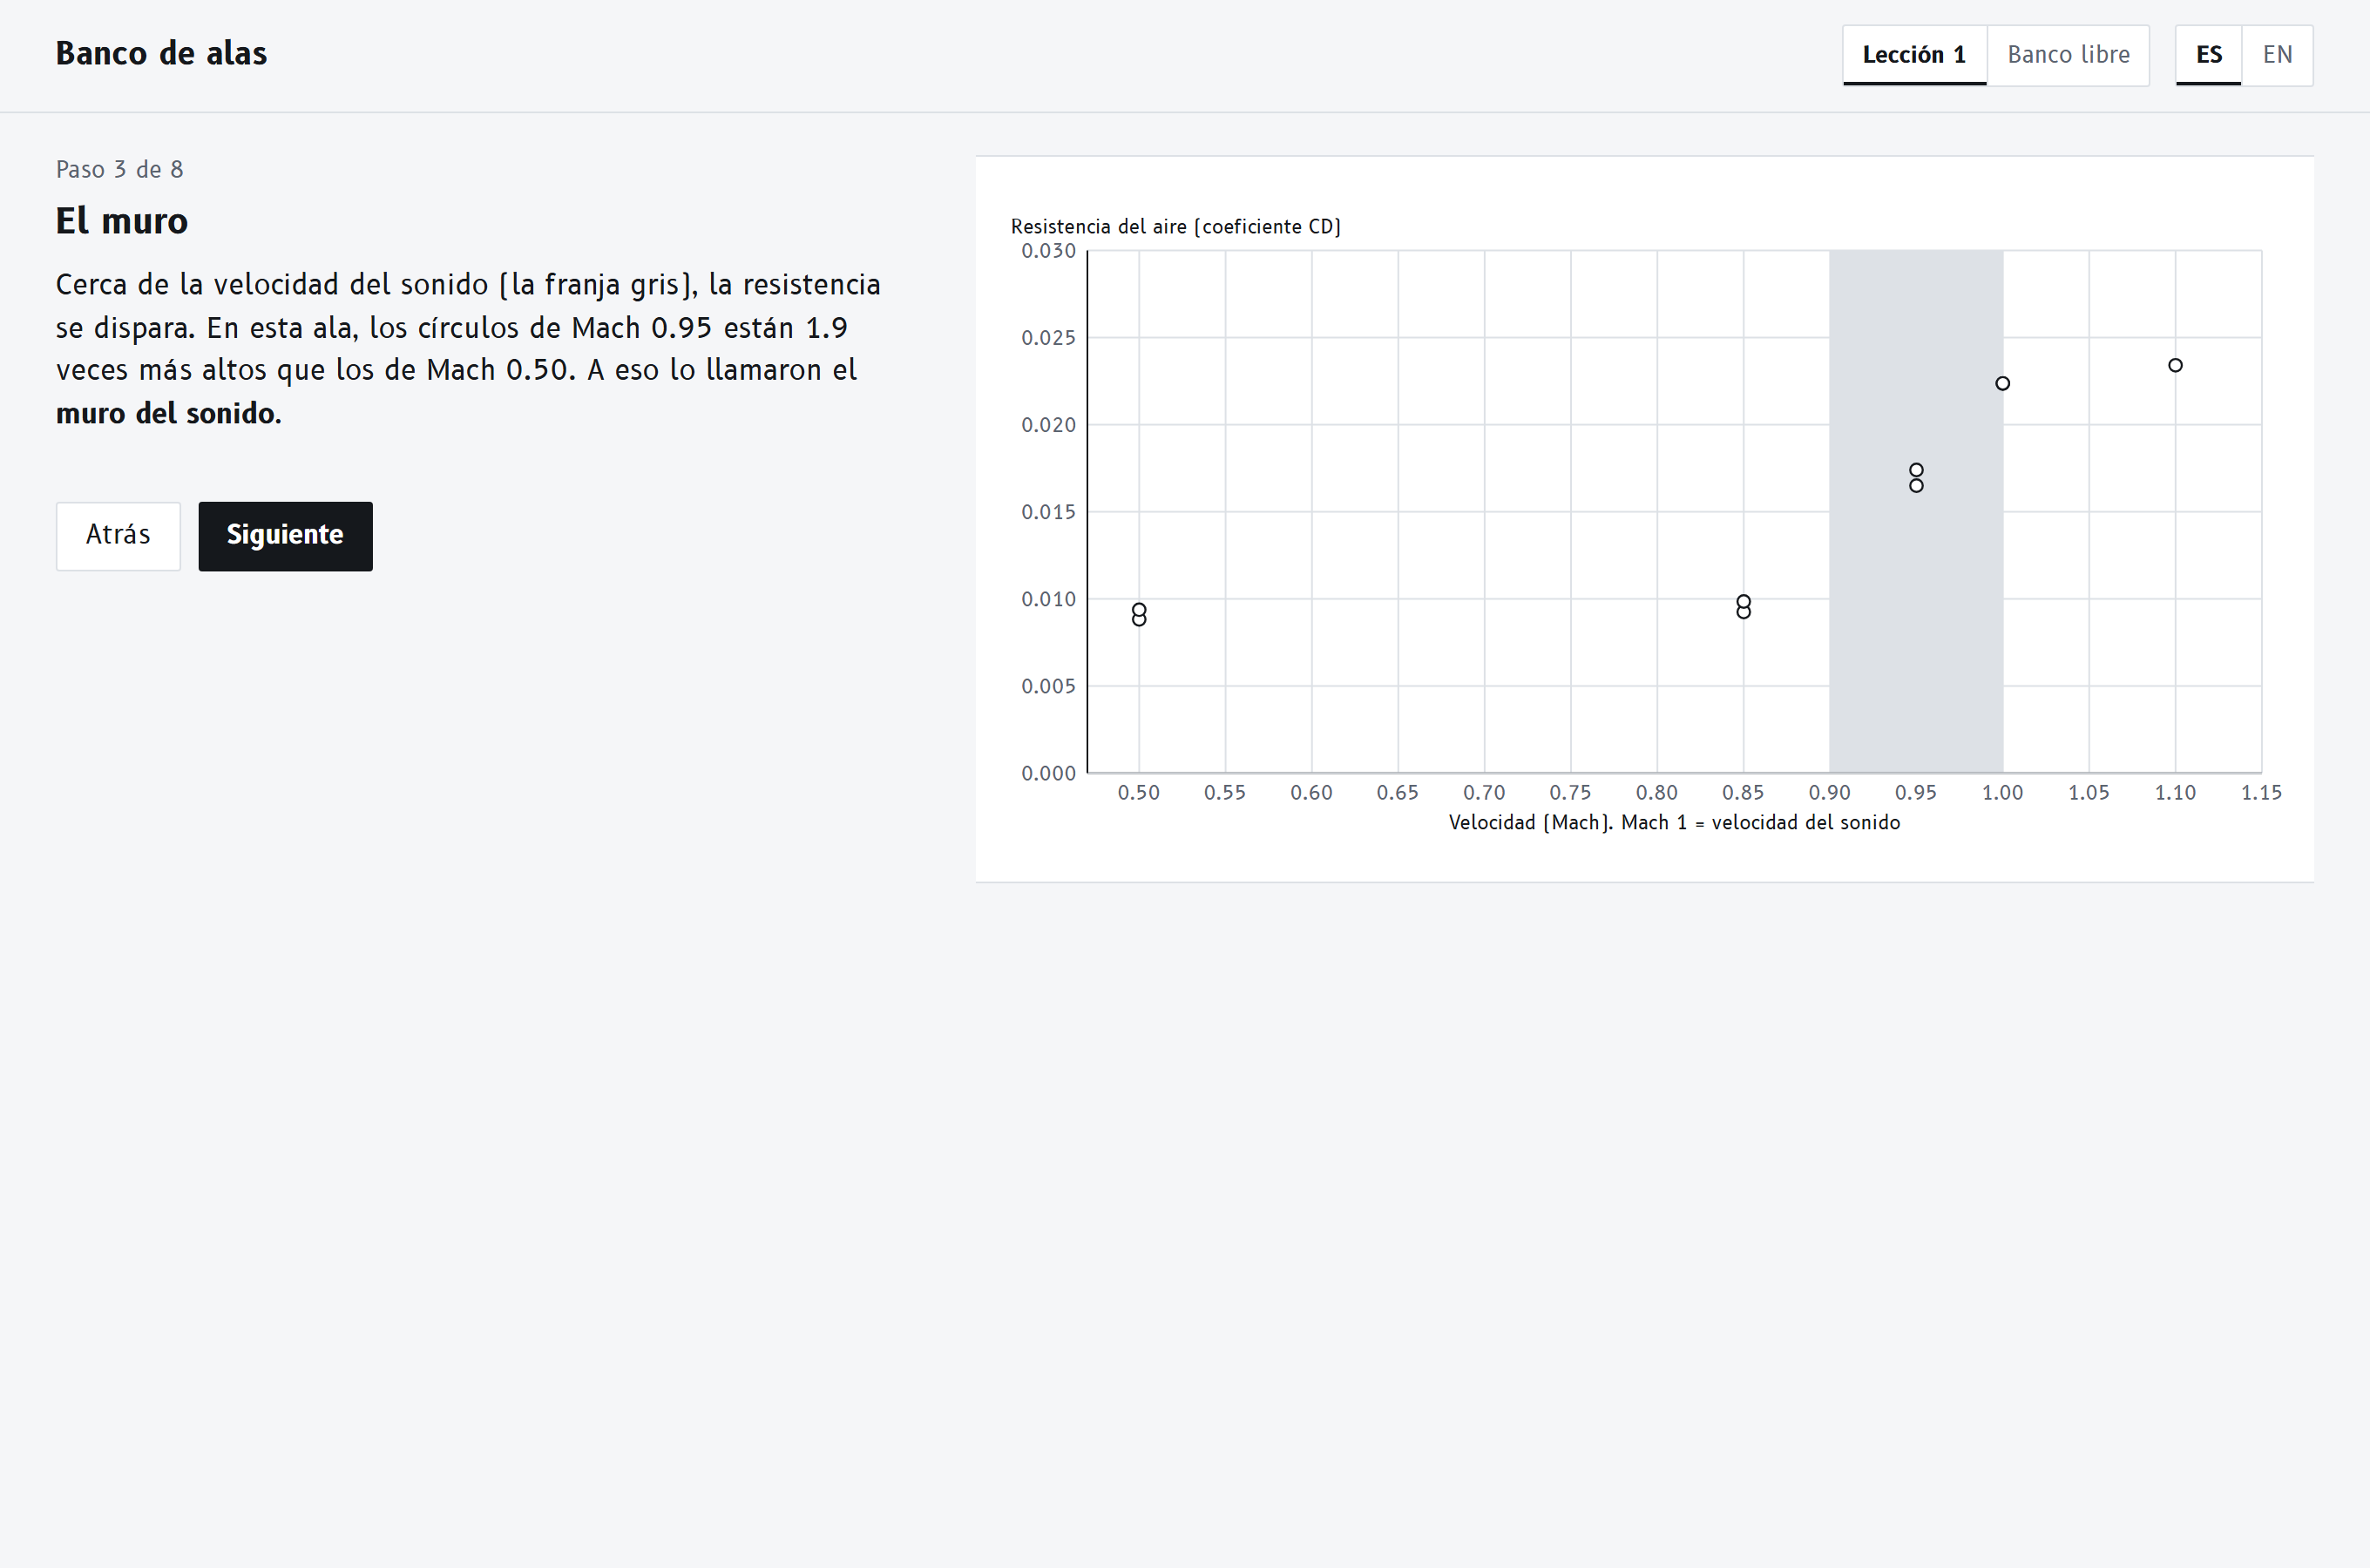 Banco de alas
Lección 1
Banco libre
ES
EN
Paso 3 de 8
El muro
Cerca de la velocidad del sonido (la franja gris), la resistencia
se dispara. En esta ala, los círculos de Mach 0.95 están 1.9
veces más altos que los de Mach 0.50. A eso lo llamaron el
muro del sonido.
Atrás
Siguiente
Resistencia del aire (coeficiente CD)
0.030
0.025
0.020
0.015
0.010
0.005
0.000
0.50 0.55 0.60 0.65 0.70 0.75 0.80 0.85 0.90 0.95 1.00 1.05 1.10 1.15
Velocidad (Mach). Mach 1 = velocidad del sonido